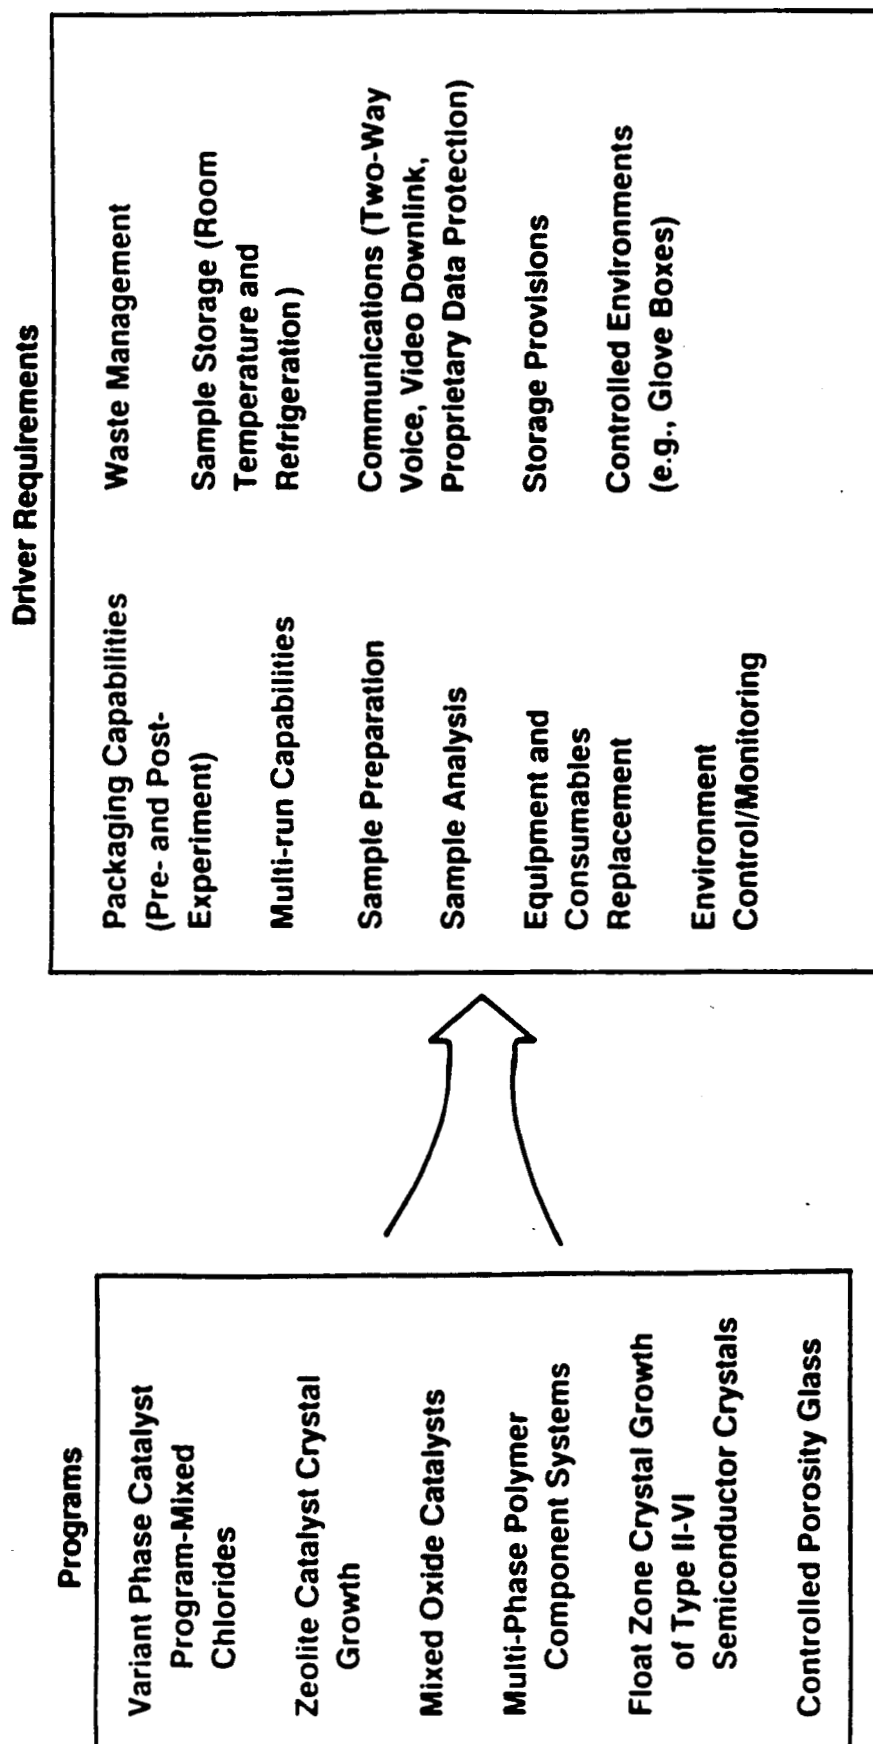 Programs
Variant Phase Catalyst
Program-Mixed
Chlorides
Zeolite Catalyst Crystal
Growth
Mixed Oxide Catalysts
Multi-Phase Polymer
Component Systems
Float Zone Crystal Growth
of Type II-VI
Semiconductor Crystals
Controlled Porosity Glass
Driver Requirements
Packaging Capabilities
(Pre- and Post-
Experiment)
Multi-run Capabilities
Sample Preparation
Sample Analysis
Equipment and
Consumables
Replacement
Environment
Control/Monitoring
Waste Management
Sample Storage (Room
Temperature and
Refrigeration)
Communications (Two-Way
Voice, Video Downlink,
Proprietary Data Protection)
Storage Provisions
Controlled Environments
(e.g., Glove Boxes)